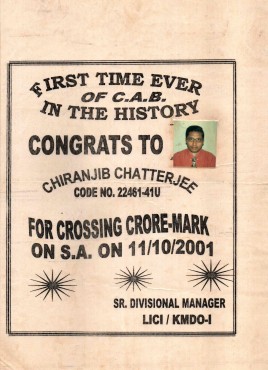 FIRST TIME EVER
OF C.A.B.
IN THE HISTORY
CONGRATS TO
CHIRANJIB CHATTERJEE
CODE NO. 22461-41U
FOR CROSSING CRORE-MARK
ON S.A. ON 11/10/2001
SR. DIVISIONAL MANAGER
LICI / KMDO-I